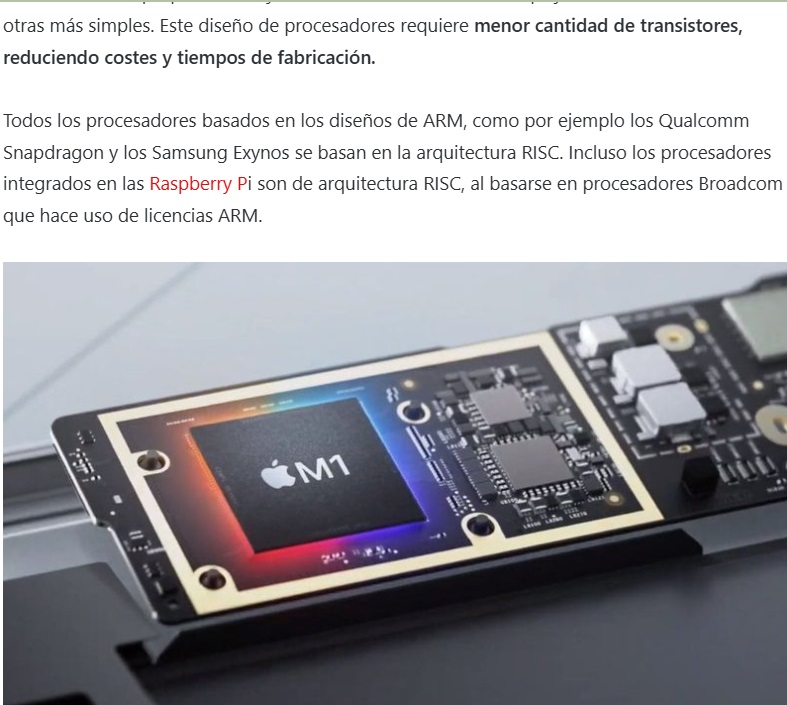 otras más simples. Este diseño de procesadores requiere menor cantidad de transistores,
reduciendo costes y tiempos de fabricación.
Todos los procesadores basados en los diseños de ARM, como por ejemplo los Qualcomm
Snapdragon y los Samsung Exynos se basan en la arquitectura RISC. Incluso los procesadores
integrados en las Raspberry Pi son de arquitectura RISC, al basarse en procesadores Broadcom
que hace uso de licencias ARM.
M1